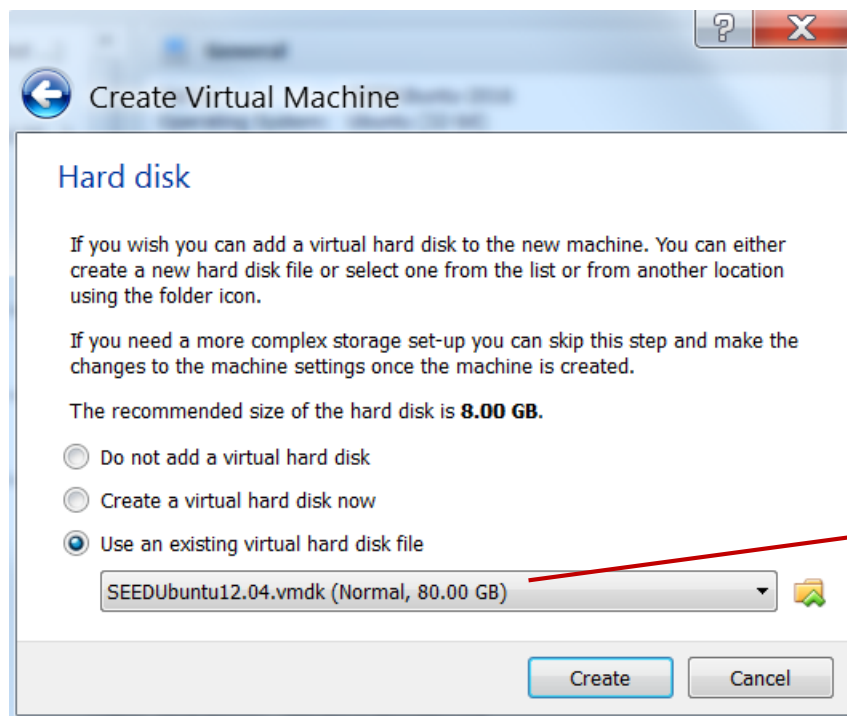 General
Create Virtual Machine
Hard disk
If you wish you can add a virtual hard disk to the new machine. You can either
create a new hard disk file or select one from the list or from another location
using the folder icon.
If you need a more complex storage set-up you can skip this step and make the
changes to the machine settings once the machine is created.
The recommended size of the hard disk is 8.00 GB.
Do not add a virtual hard disk
Create a virtual hard disk now
Use an existing virtual hard disk file
SEEDUbuntu12.04.vmdk (Normal, 80.00 GB)
Create
Cancel